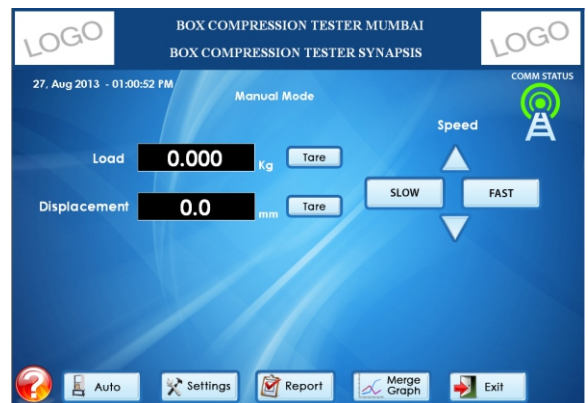 LOGO
BOX COMPRESSION TESTER MUMBAI
BOX COMPRESSION TESTER SYNAPSIS
LOGO
27, Aug 2013 - 01:00:52 PM
Manual Mode
COMM STATUS
Speed
Load 0.000 Kg Tare
SLOW FAST
Displacement 0.0 mm Tare
? Auto Settings Report Merge Graph Exit